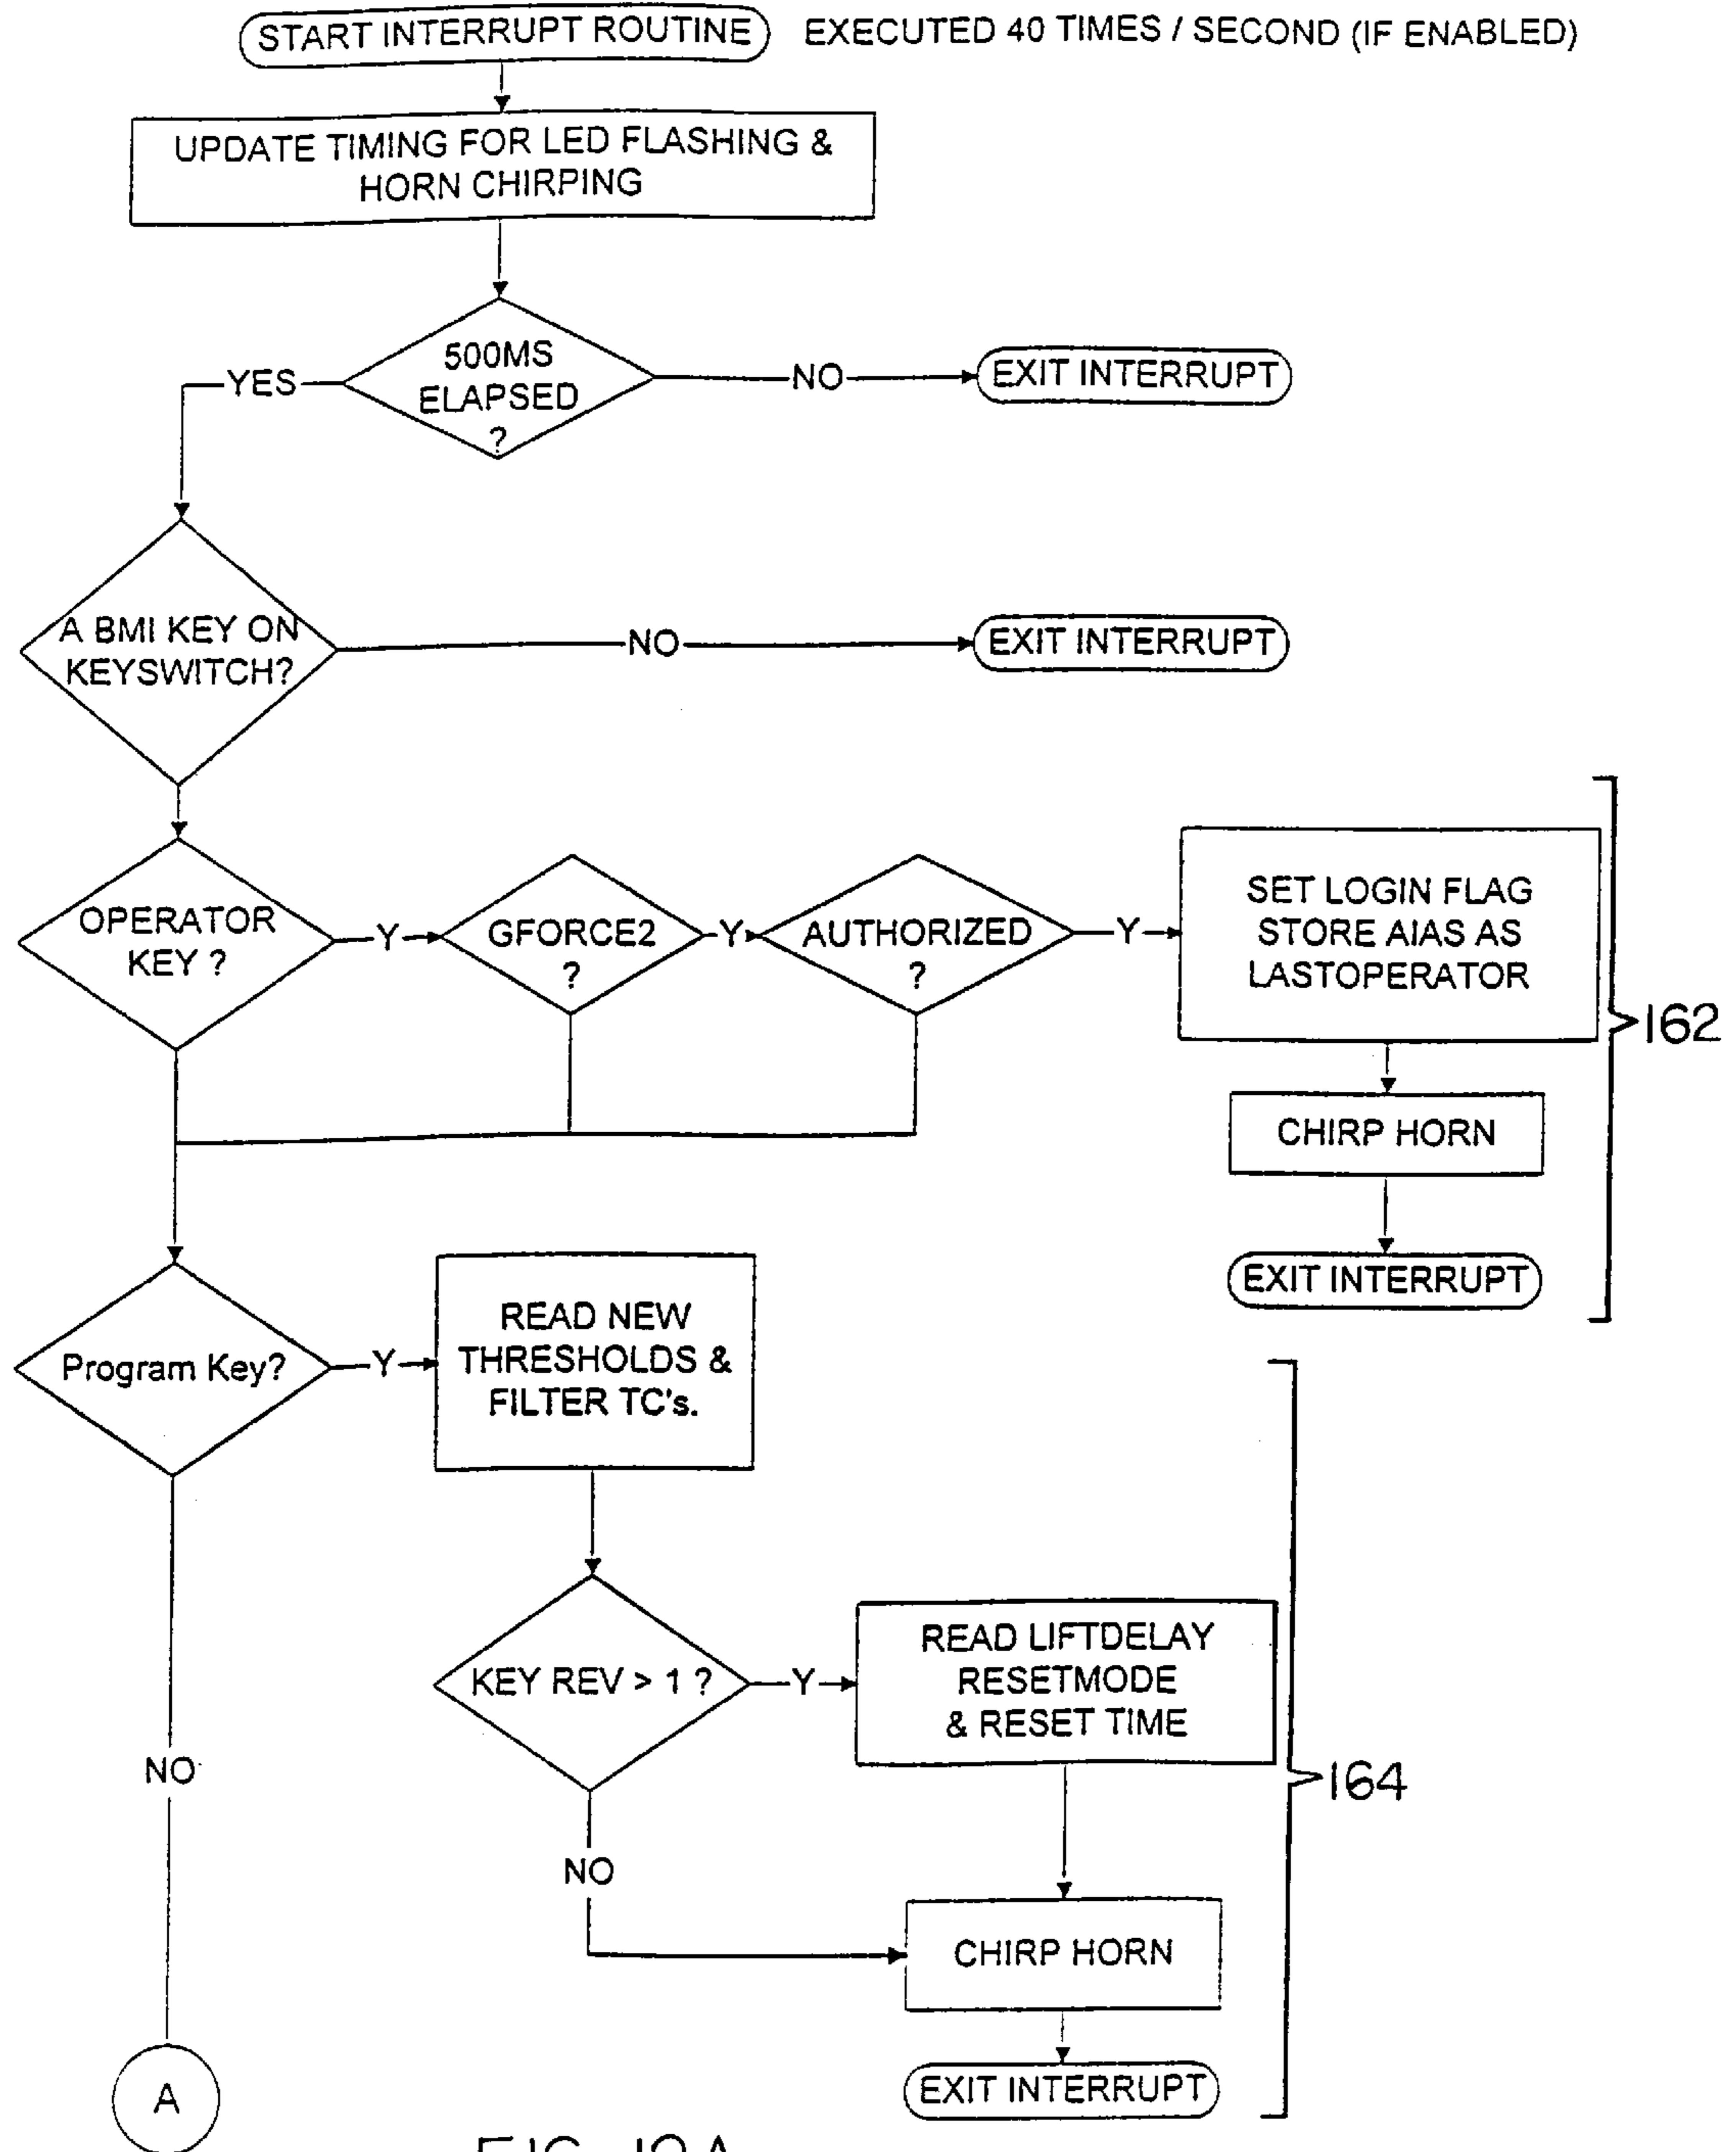 START INTERRUPT ROUTINE
EXECUTED 40 TIMES / SECOND (IF ENABLED)
UPDATE TIMING FOR LED FLASHING &
HORN CHIRPING
500MS
ELAPSED
?
YES
NO
EXIT INTERRUPT
A BMI KEY ON
KEYSWITCH?
NO
EXIT INTERRUPT
OPERATOR
KEY ?
Y
GFORCE2
?
Y
AUTHORIZED
?
Y
SET LOGIN FLAG
STORE AIAS AS
LASTOPERATOR
162
CHIRP HORN
EXIT INTERRUPT
Program Key?
Y
READ NEW
THRESHOLDS &
FILTER TC's.
KEY REV > 1 ?
Y
READ LIFTDELAY
RESETMODE
& RESET TIME
164
NO
NO
CHIRP HORN
EXIT INTERRUPT
A